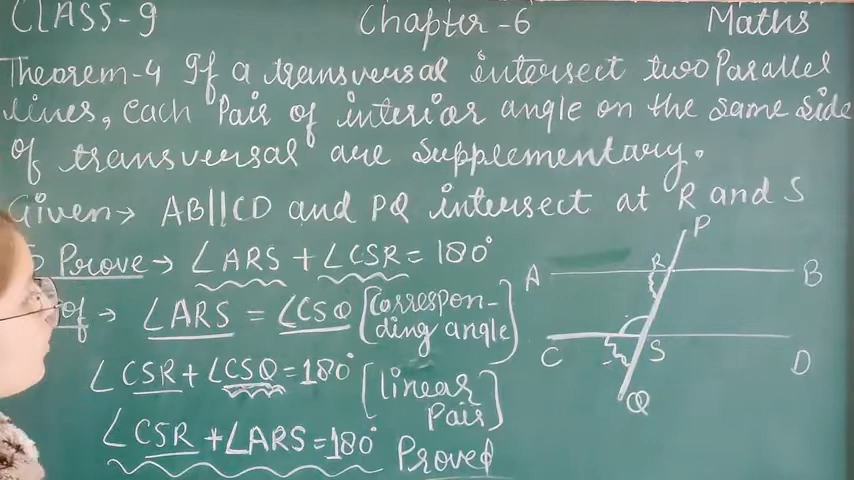 CLASS-9 Chapter-6 Maths
Theorem-4 If a transversal intersect two Parallel
lines, each Pair of interior angle on the same side
of transversal are Supplementary.
Given→ AB||CD and PQ intersect at R and S
Prove → ∠ARS + ∠CSR = 180°
of → ∠ARS = ∠CSQ [Correspon-
ding angle]
∠CSR + ∠CSQ = 180° [linear
Pair]
∠CSR + ∠ARS = 180° Proved
P
A R B
C S D
Q